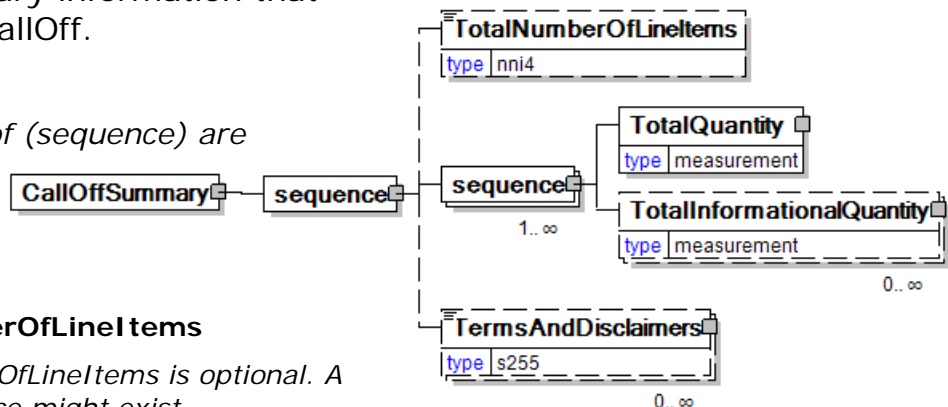 ary information that
allOff.
of (sequence) are
CallOffSummary
sequence
TotalNumberOfLineItems
type nni4
sequence
1.. ∞
TotalQuantity
type measurement
TotalInformationalQuantity
type measurement
0.. ∞
TermsAndDisclaimers
type s255
0.. ∞
erOfLineItems
OfLineItems is optional. A
se might exist